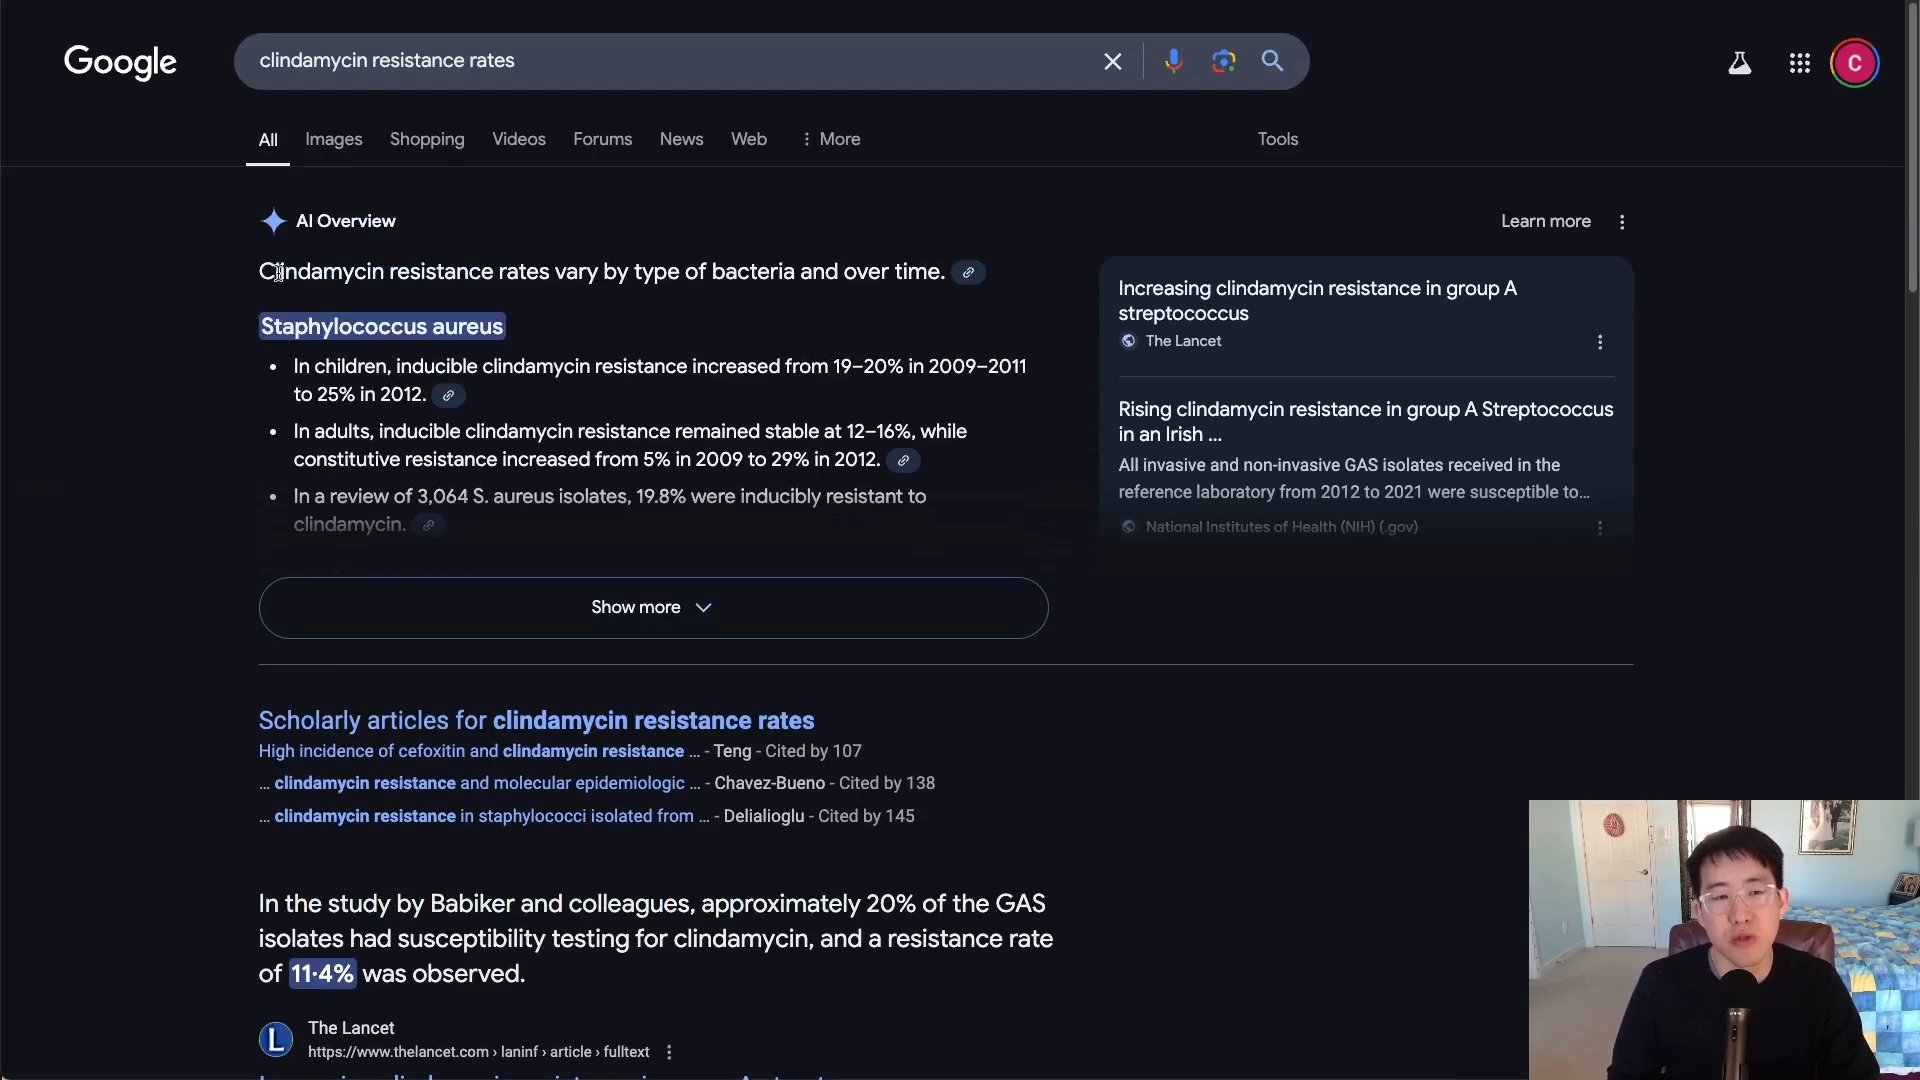 Google
clindamycin resistance rates
C
All
Images
Shopping
Videos
Forums
News
Web
More
Tools
AI Overview
Learn more
Clindamycin resistance rates vary by type of bacteria and over time.
Staphylococcus aureus
In children, inducible clindamycin resistance increased from 19–20% in 2009–2011
to 25% in 2012.
In adults, inducible clindamycin resistance remained stable at 12–16%, while
constitutive resistance increased from 5% in 2009 to 29% in 2012.
In a review of 3,064 S. aureus isolates, 19.8% were inducibly resistant to
clindamycin.
Show more
Increasing clindamycin resistance in group A
streptococcus
The Lancet
Rising clindamycin resistance in group A Streptococcus
in an Irish ...
All invasive and non-invasive GAS isolates received in the
reference laboratory from 2012 to 2021 were susceptible to...
National Institutes of Health (NIH) (.gov)
Scholarly articles for clindamycin resistance rates
High incidence of cefoxitin and clindamycin resistance ... - Teng - Cited by 107
... clindamycin resistance and molecular epidemiologic ... - Chavez-Bueno - Cited by 138
... clindamycin resistance in staphylococci isolated from ... - Delialioglu - Cited by 145
In the study by Babiker and colleagues, approximately 20% of the GAS
isolates had susceptibility testing for clindamycin, and a resistance rate
of 11·4% was observed.
L
The Lancet
https://www.thelancet.com › laninf › article › fulltext